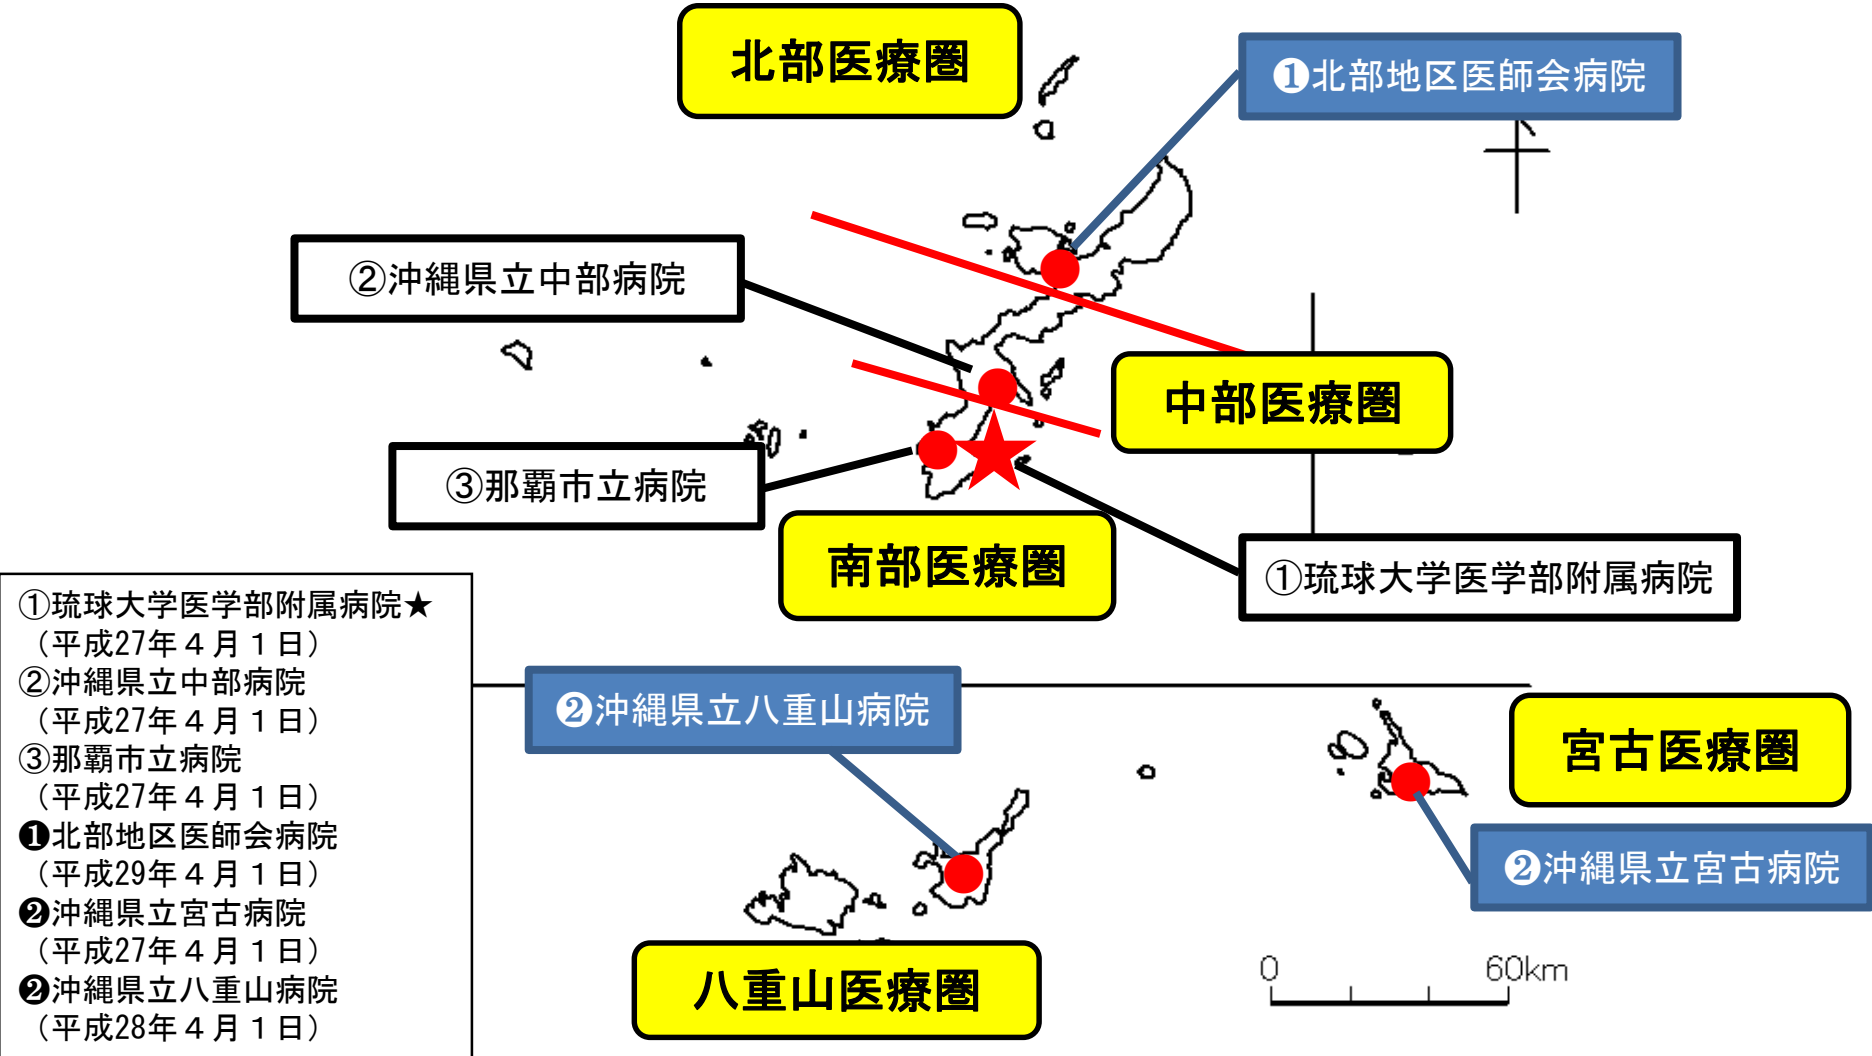 北部医療圏
❶北部地区医師会病院
②沖縄県立中部病院
中部医療圏
③那覇市立病院
南部医療圏
①琉球大学医学部附属病院
①琉球大学医学部附属病院★
（平成27年４月１日）
②沖縄県立中部病院
（平成27年４月１日）
③那覇市立病院
（平成27年４月１日）
❶北部地区医師会病院
（平成29年４月１日）
❷沖縄県立宮古病院
（平成27年４月１日）
❷沖縄県立八重山病院
（平成28年４月１日）
❷沖縄県立八重山病院
宮古医療圏
❷沖縄県立宮古病院
八重山医療圏
0 60km